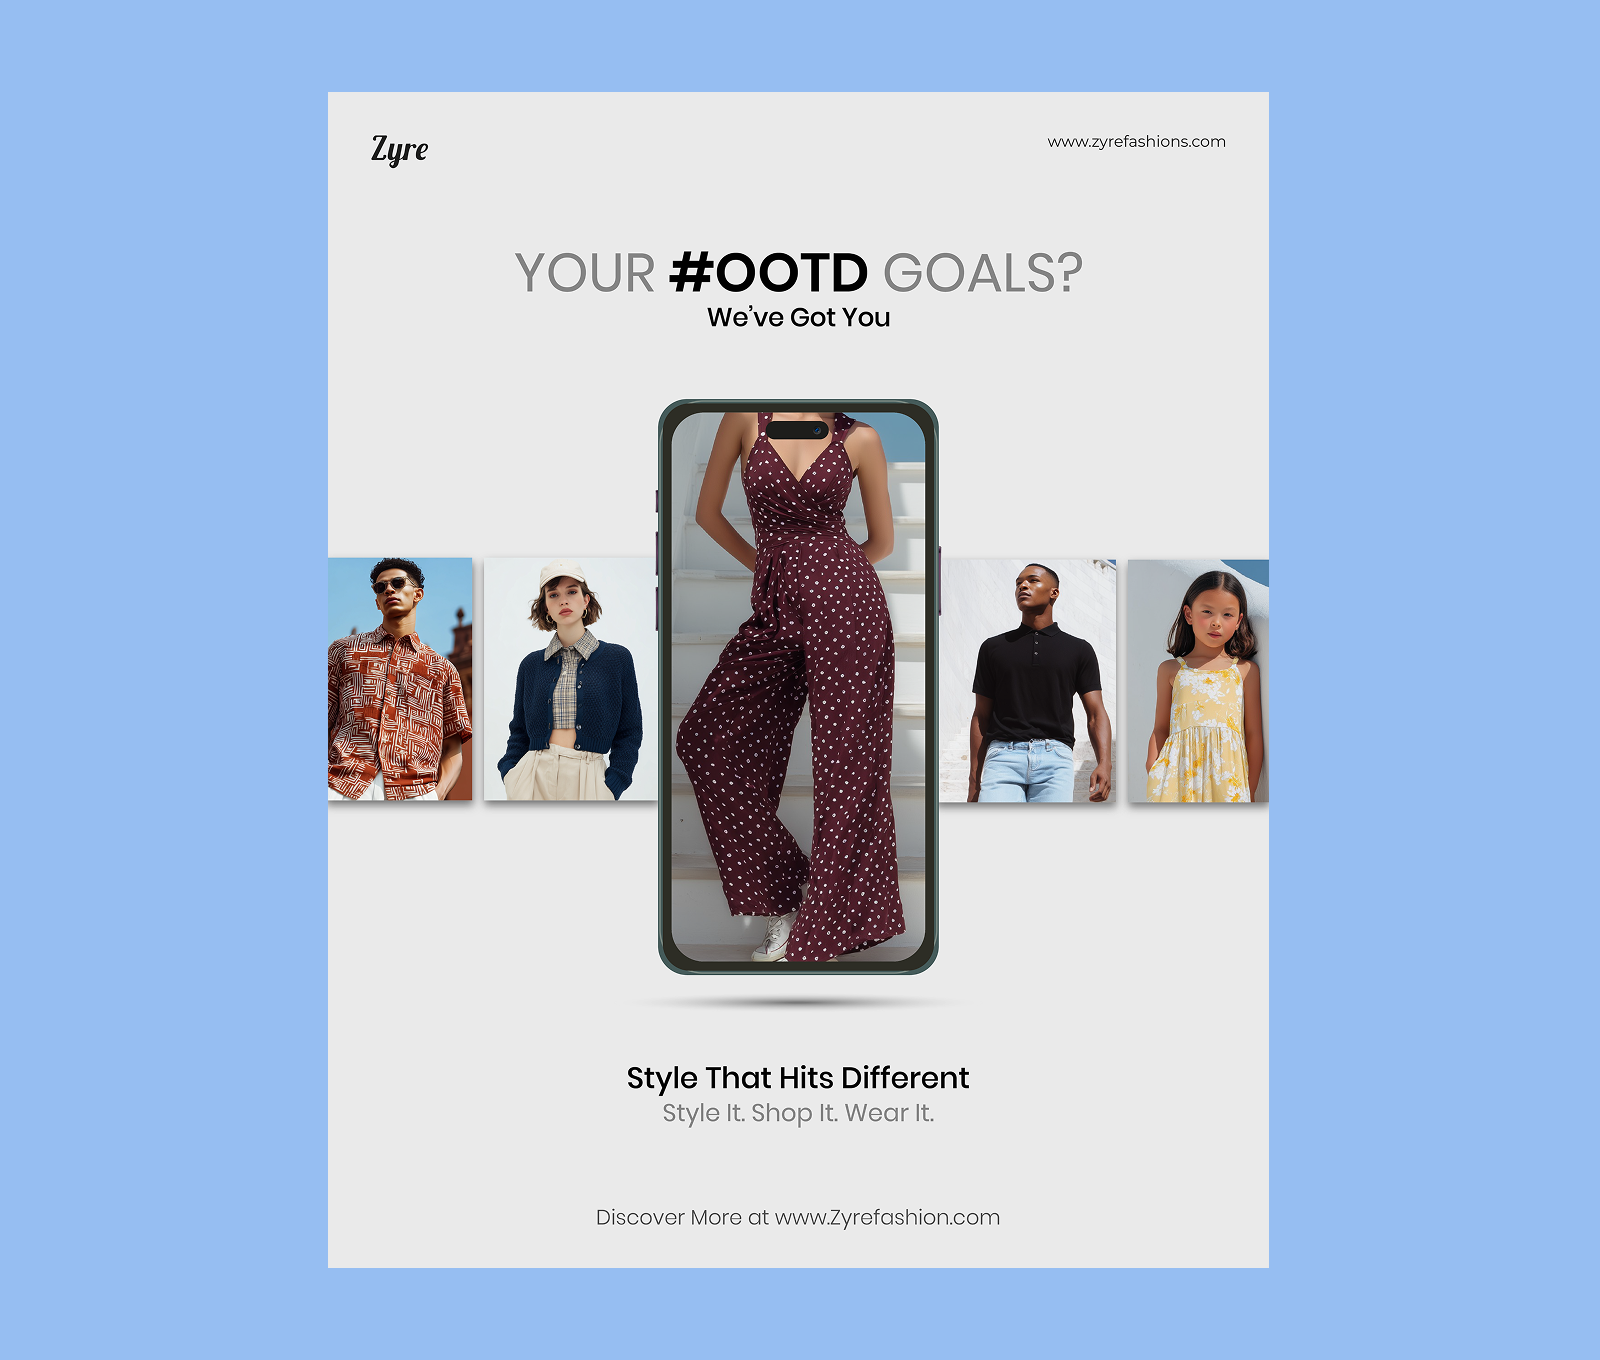 Zyre
www.zyrefashions.com
YOUR #OOTD GOALS?
We’ve Got You
Style That Hits Different
Style It. Shop It. Wear It.
Discover More at www.Zyrefashion.com